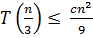 T(n/3) ≤ cn²/9